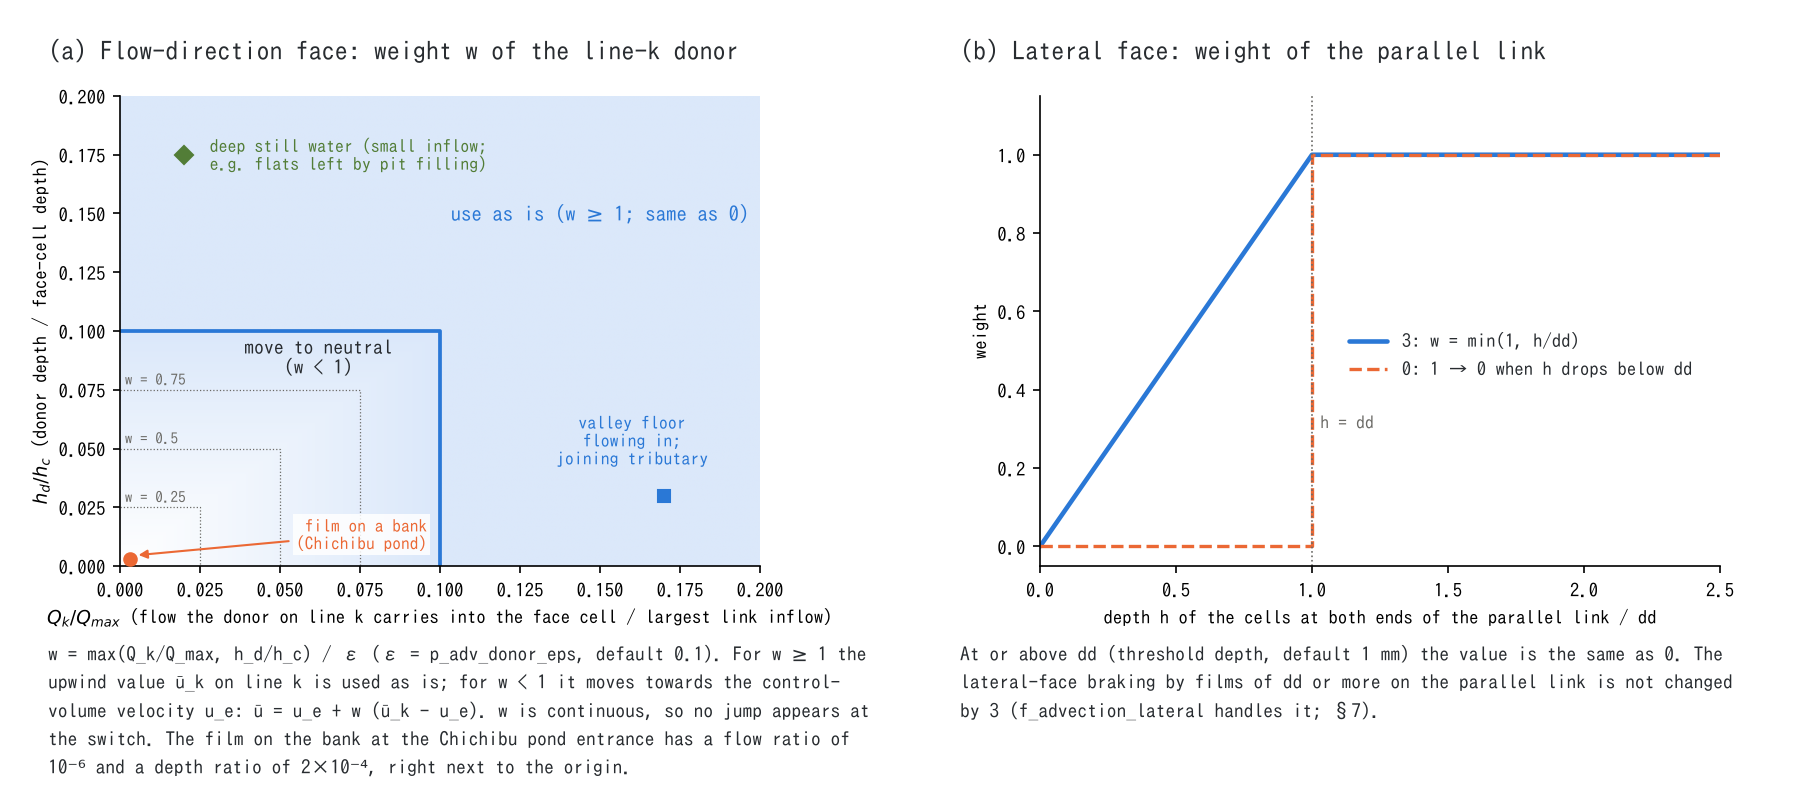 (a) Flow-direction face: weight w of the line-k donor
0.200
0.175
0.150
0.125
0.100
0.075
0.050
0.025
0.000
h_d/h_c (donor depth / face-cell depth)
deep still water (small inflow;
e.g. flats left by pit filling)
use as is (w ≥ 1; same as 0)
move to neutral
(w < 1)
w = 0.75
w = 0.5
w = 0.25
valley floor
flowing in;
joining tributary
film on a bank
(Chichibu pond)
0.000 0.025 0.050 0.075 0.100 0.125 0.150 0.175 0.200
Q_k/Q_max (flow the donor on line k carries into the face cell / largest link inflow)
w = max(Q_k/Q_max, h_d/h_c) / ε (ε = p_adv_donor_eps, default 0.1). For w ≥ 1 the
upwind value ū_k on line k is used as is; for w < 1 it moves towards the control-
volume velocity u_e: ū = u_e + w (ū_k − u_e). w is continuous, so no jump appears at
the switch. The film on the bank at the Chichibu pond entrance has a flow ratio of
10⁻⁶ and a depth ratio of 2×10⁻⁴, right next to the origin.
(b) Lateral face: weight of the parallel link
1.0
0.8
0.6
0.4
0.2
0.0
weight
3: w = min(1, h/dd)
0: 1 → 0 when h drops below dd
h = dd
0.0 0.5 1.0 1.5 2.0 2.5
depth h of the cells at both ends of the parallel link / dd
At or above dd (threshold depth, default 1 mm) the value is the same as 0. The
lateral-face braking by films of dd or more on the parallel link is not changed
by 3 (f_advection_lateral handles it; §7).